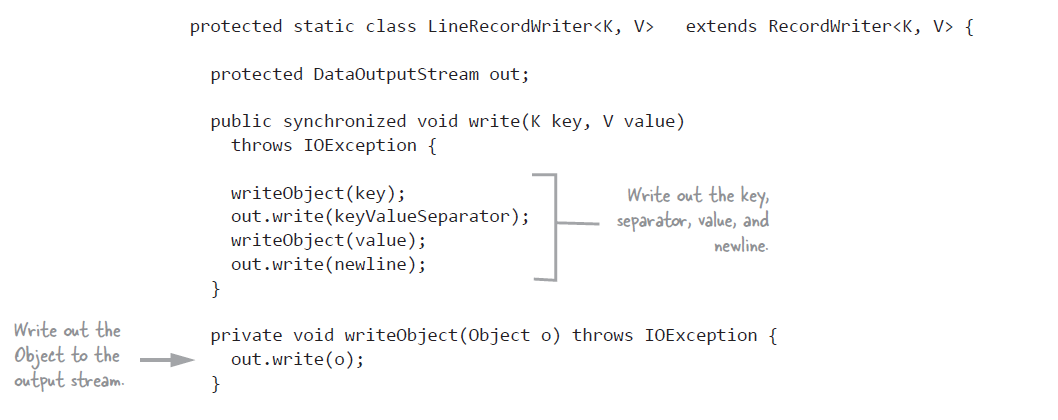 protected static class LineRecordWriter<K, V>   extends RecordWriter<K, V> {
protected DataOutputStream out;
public synchronized void write(K key, V value)
throws IOException {
writeObject(key);
out.write(keyValueSeparator);
writeObject(value);
out.write(newline);
}
Write out the key,
separator, value, and
newline.
private void writeObject(Object o) throws IOException {
out.write(o);
}
Write out the
Object to the
output stream.